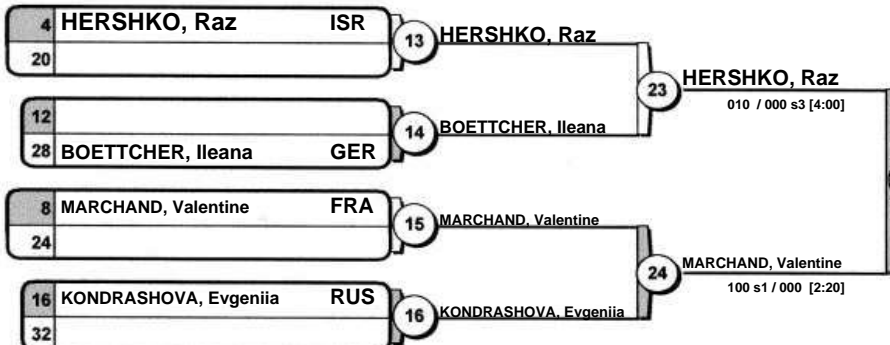 4 HERSHKO, Raz ISR
20
13 HERSHKO, Raz
12
28 BOETTCHER, Ileana GER
14 BOETTCHER, Ileana
23 HERSHKO, Raz
010 / 000 s3 [4:00]
8 MARCHAND, Valentine FRA
24
15 MARCHAND, Valentine
16 KONDRASHOVA, Evgeniia RUS
32
16 KONDRASHOVA, Evgeniia
24 MARCHAND, Valentine
100 s1 / 000 [2:20]